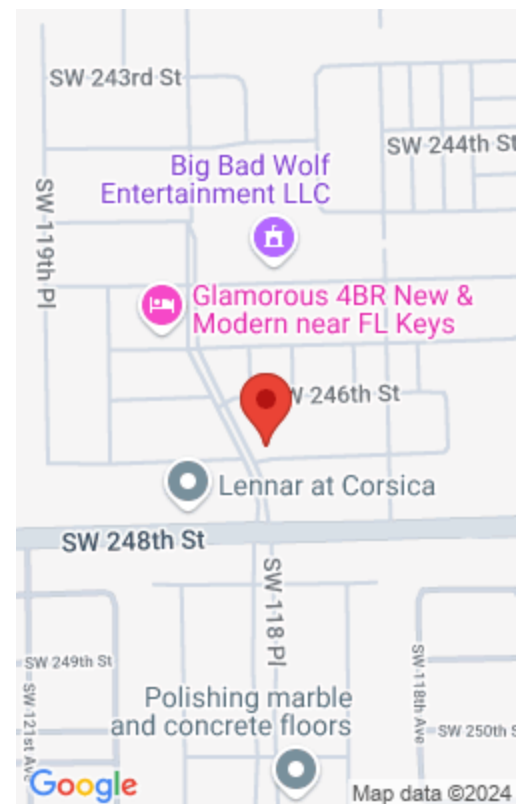 SW 243rd St
SW 244th St
Big Bad Wolf
Entertainment LLC
SW 119th Pl
Glamorous 4BR New &
Modern near FL Keys
W 246th St
Lennar at Corsica
SW 248th St
SW 118 Pl
SW 249th St
SW 118th Ave
SW 121st Ave
Polishing marble
and concrete floors
SW 250th S
Google
Map data ©2024